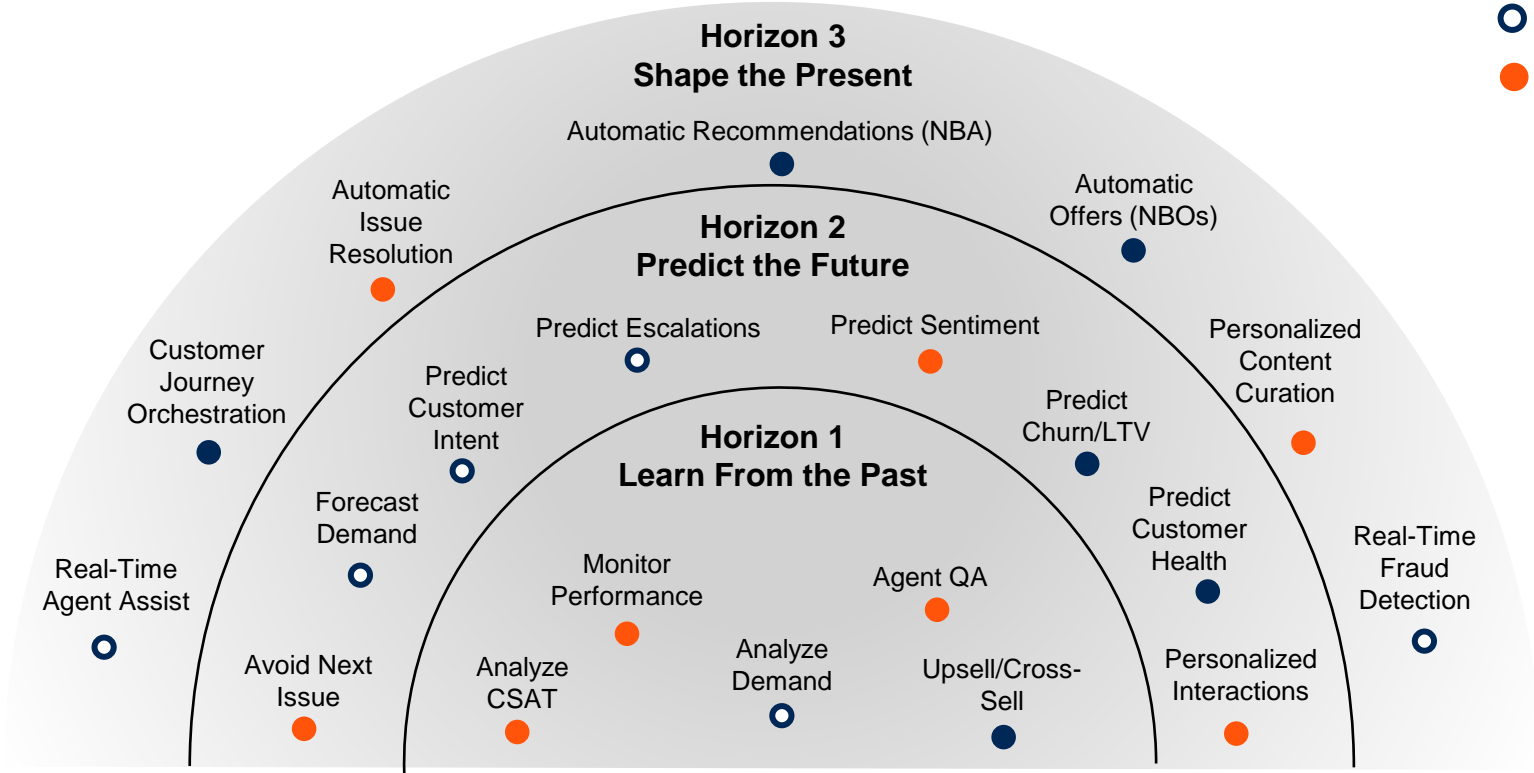 Horizon 3
Shape the Present
Automatic Recommendations (NBA)
Automatic
Issue
Resolution
Automatic
Offers (NBOs)
Customer
Journey
Orchestration
Personalized
Content
Curation
Real-Time
Agent Assist
Real-Time
Fraud
Detection
Horizon 2
Predict the Future
Predict Escalations
Predict Sentiment
Predict
Customer
Intent
Predict
Churn/LTV
Forecast
Demand
Predict
Customer
Health
Avoid Next
Issue
Personalized
Interactions
Horizon 1
Learn From the Past
Monitor
Performance
Agent QA
Analyze
CSAT
Analyze
Demand
Upsell/Cross-
Sell